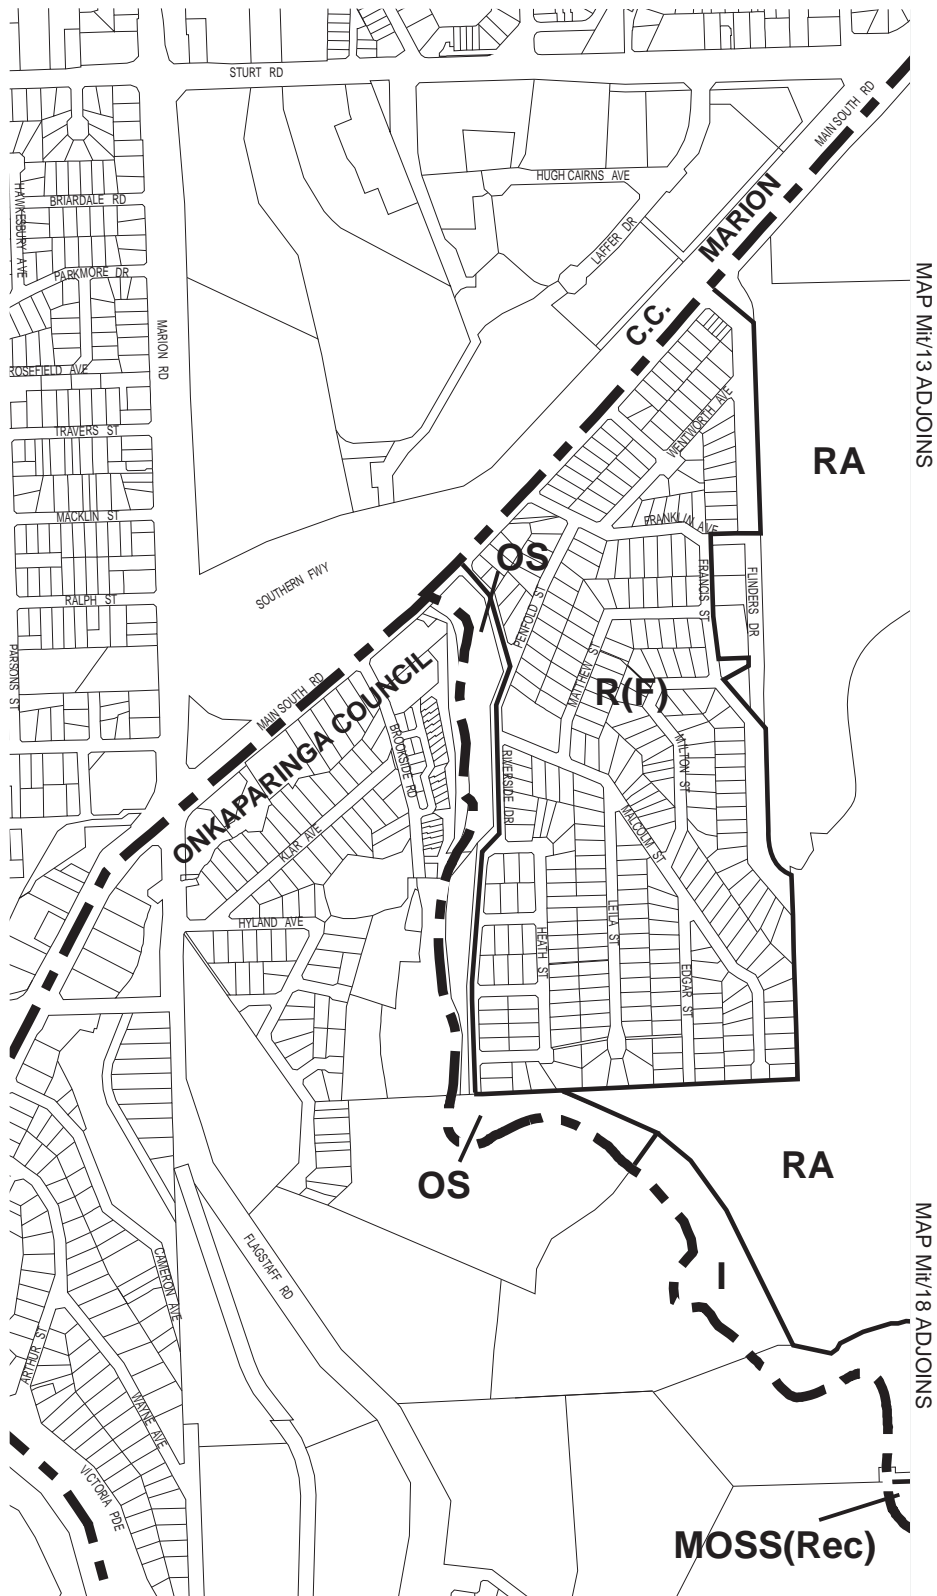 STURT RD
MAIN SOUTH RD
HUGH CAIRNS AVE
BRIARDALE RD
HAWKESBURY AVE
MARION
LAFFER DR
PARKMORE DR
MAP Mit/13 ADJOINS
C.C.
MARION RD
ROSEFIELD AVE
WENTWORTH AVE
TRAVERS ST
RA
MACKLIN ST
FRANKLIN AVE
OS
SOUTHERN FWY
RALPH ST
FRANCIS ST
FLINDERS DR
PENFOLD ST
PARSONS ST
MATTHEW ST
R(F)
MAIN SOUTH RD
ONKAPARINGA COUNCIL
BROOKSIDE RD
MILTON ST
RIVERSIDE DR
MALCOLM ST
KLAR AVE
HYLAND AVE
LEILA ST
HEATH ST
EDGAR ST
OS
RA
MAP Mit/18 ADJOINS
FLAGSTAFF RD
CAMERON AVE
I
ARTHUR ST
WAYNE AVE
VICTORIA PDE
MOSS(Rec)